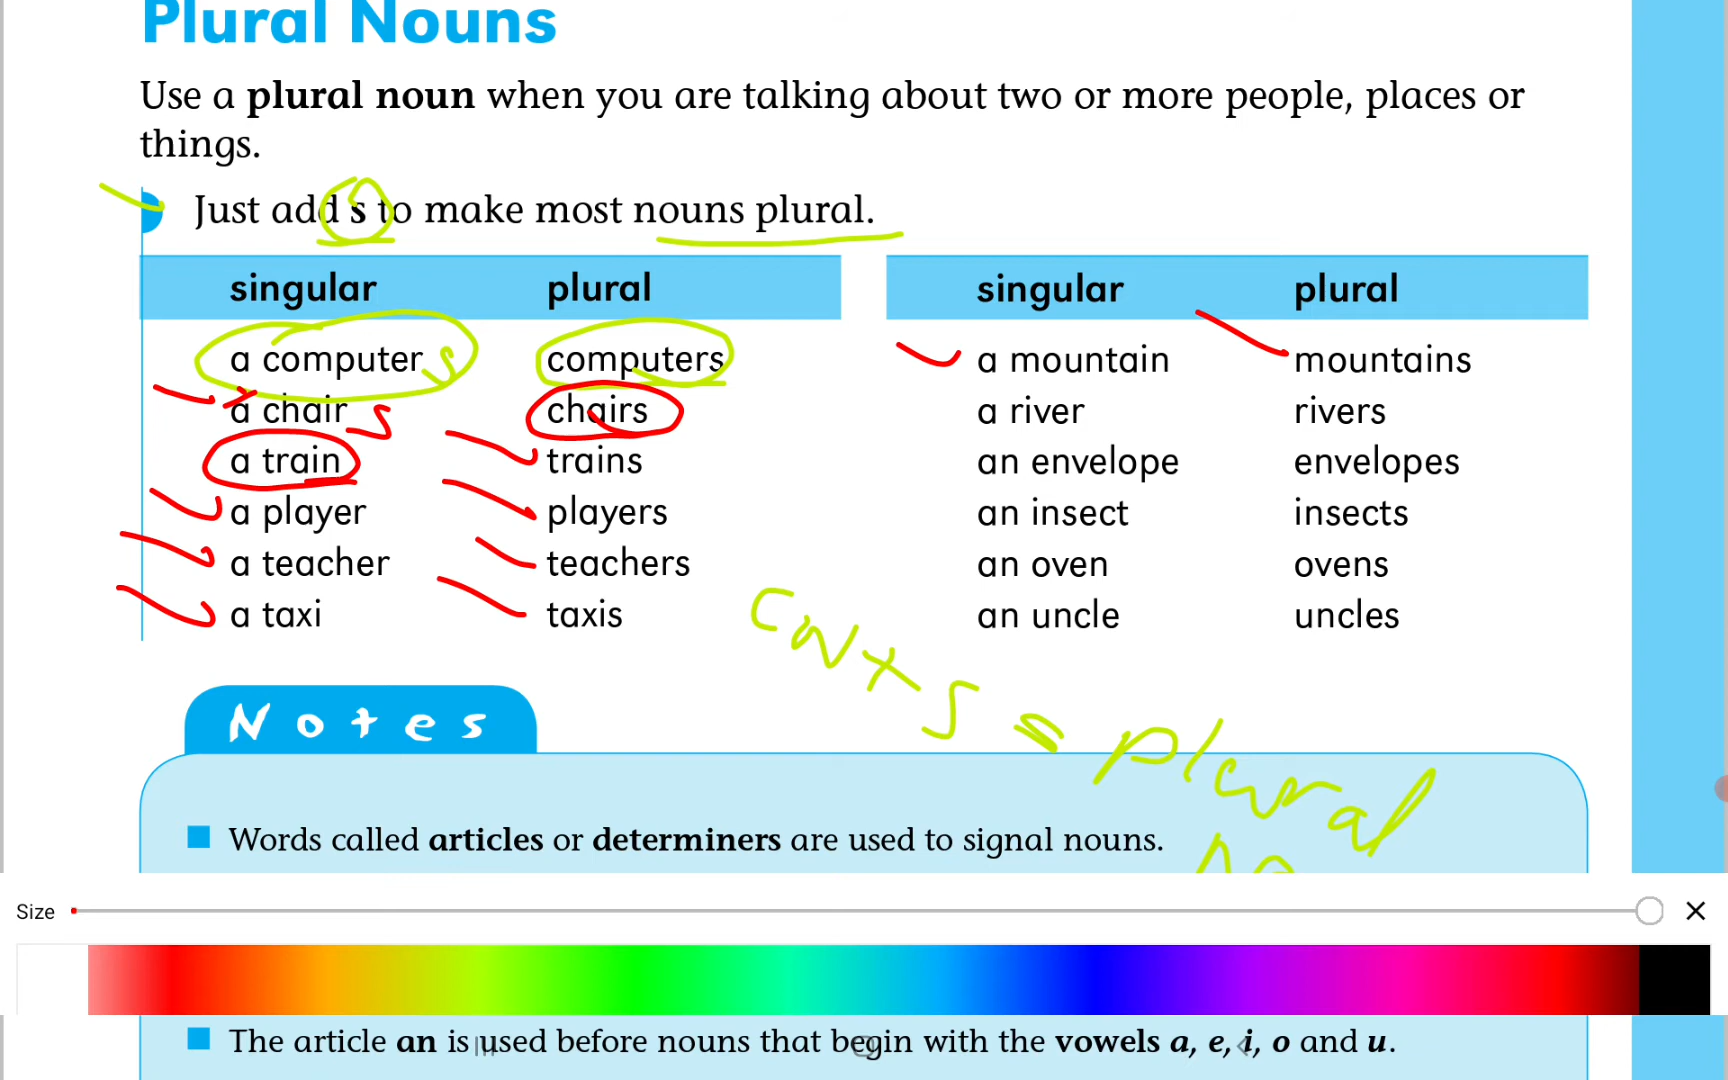 Plural Nouns
Use a plural noun when you are talking about two or more people, places or
things.
Just add s to make most nouns plural.
singular plural
a computer s computers
a chair s chairs
a train trains
a player players
a teacher teachers
a taxi taxis
singular plural
a mountain mountains
a river rivers
an envelope envelopes
an insect insects
an oven ovens
an uncle uncles
s = plural
Notes
Words called articles or determiners are used to signal nouns.
Size
The article an is used before nouns that begin with the vowels a, e, i, o and u.